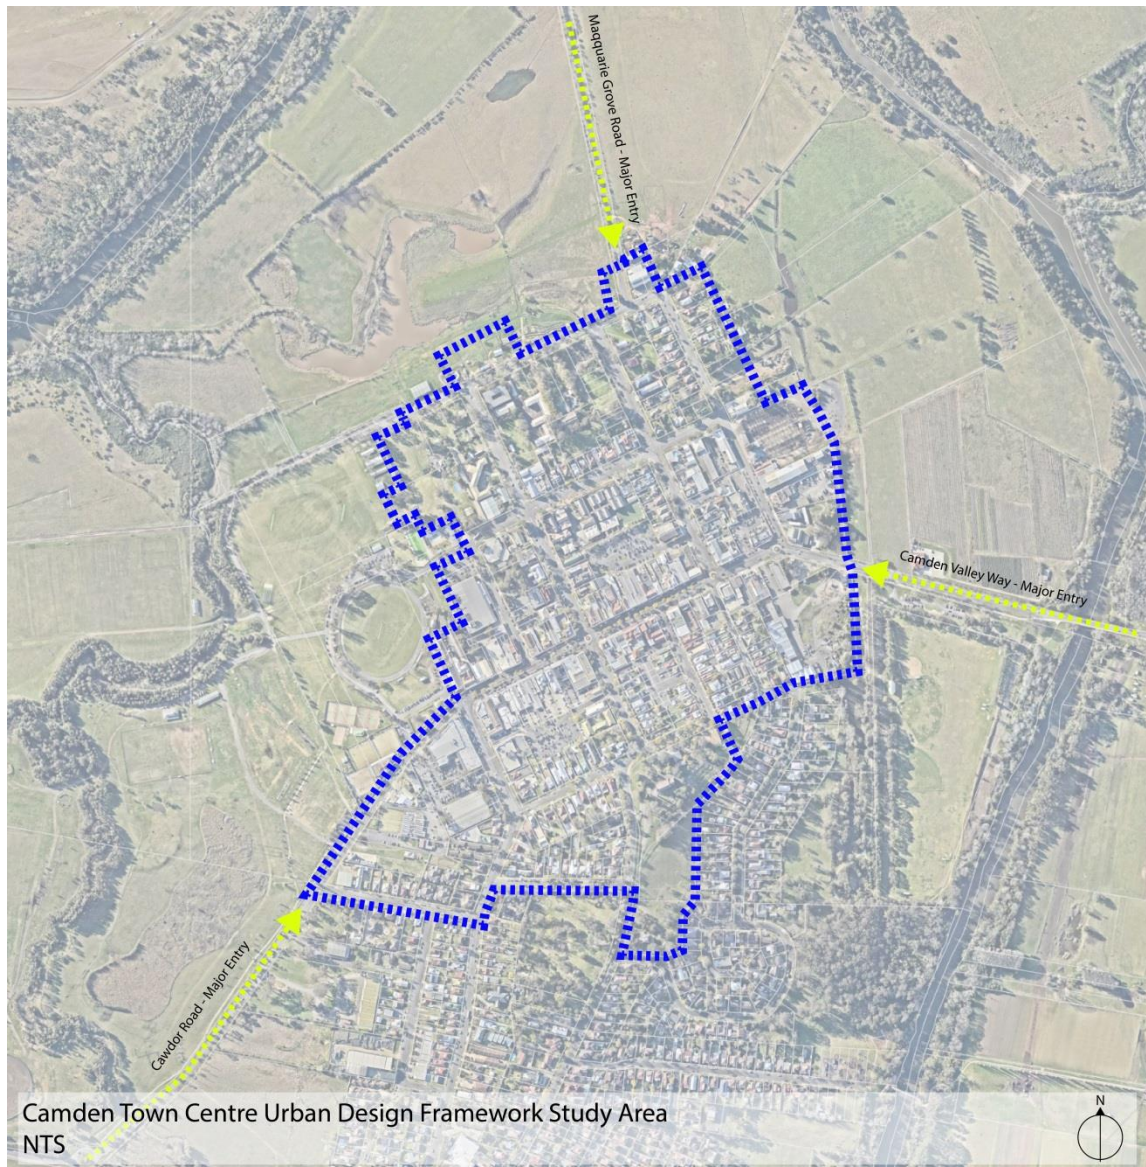 Maqquarie Grove Road - Major Entry
Camden Valley Way - Major Entry
Cawdor Road - Major Entry
Camden Town Centre Urban Design Framework Study Area
NTS
N